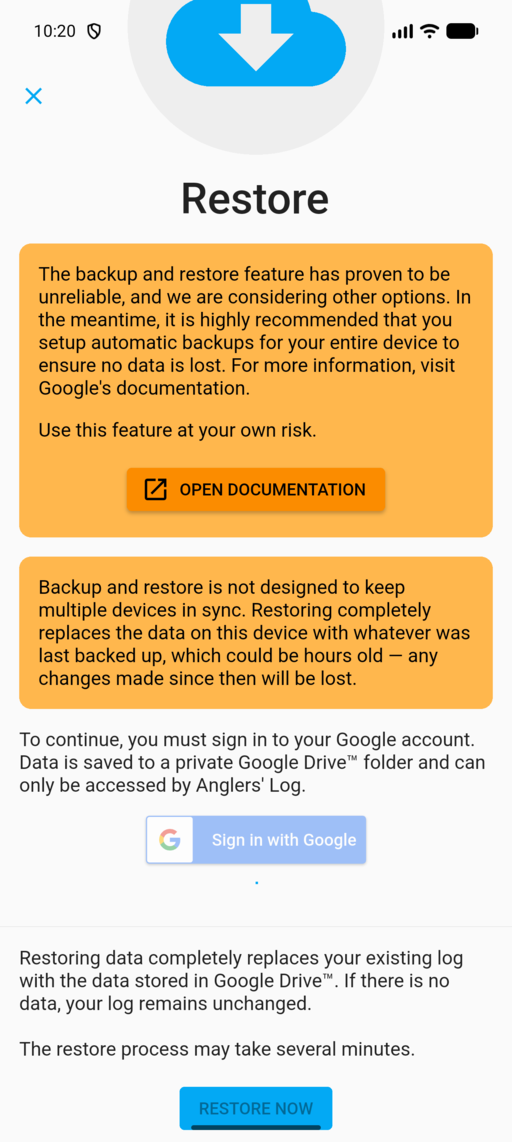 10:20
Restore
The backup and restore feature has proven to be
unreliable, and we are considering other options. In
the meantime, it is highly recommended that you
setup automatic backups for your entire device to
ensure no data is lost. For more information, visit
Google's documentation.
Use this feature at your own risk.
OPEN DOCUMENTATION
Backup and restore is not designed to keep
multiple devices in sync. Restoring completely
replaces the data on this device with whatever was
last backed up, which could be hours old — any
changes made since then will be lost.
To continue, you must sign in to your Google account.
Data is saved to a private Google Drive™ folder and can
only be accessed by Anglers' Log.
Sign in with Google
Restoring data completely replaces your existing log
with the data stored in Google Drive™. If there is no
data, your log remains unchanged.
The restore process may take several minutes.
RESTORE NOW